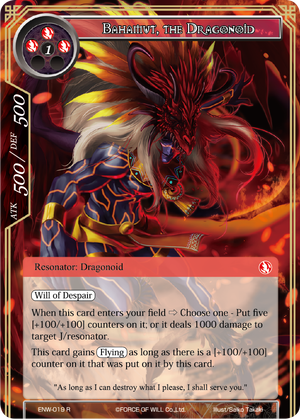 Bahamut, the Dragonoid
1
ATK 500 / DEF 500
Resonator: Dragonoid
Will of Despair
When this card enters your field ⇨ Choose one - Put five
[+100/+100] counters on it; or it deals 1000 damage to
target J/resonator.
This card gains Flying as long as there is a [+100/+100]
counter on it that was put on it by this card.
"As long as I can destroy what I please, I shall serve you."
ENW-019 R
©FORCE OF WILL Co.,Ltd.
Illust/Seiko Takaki